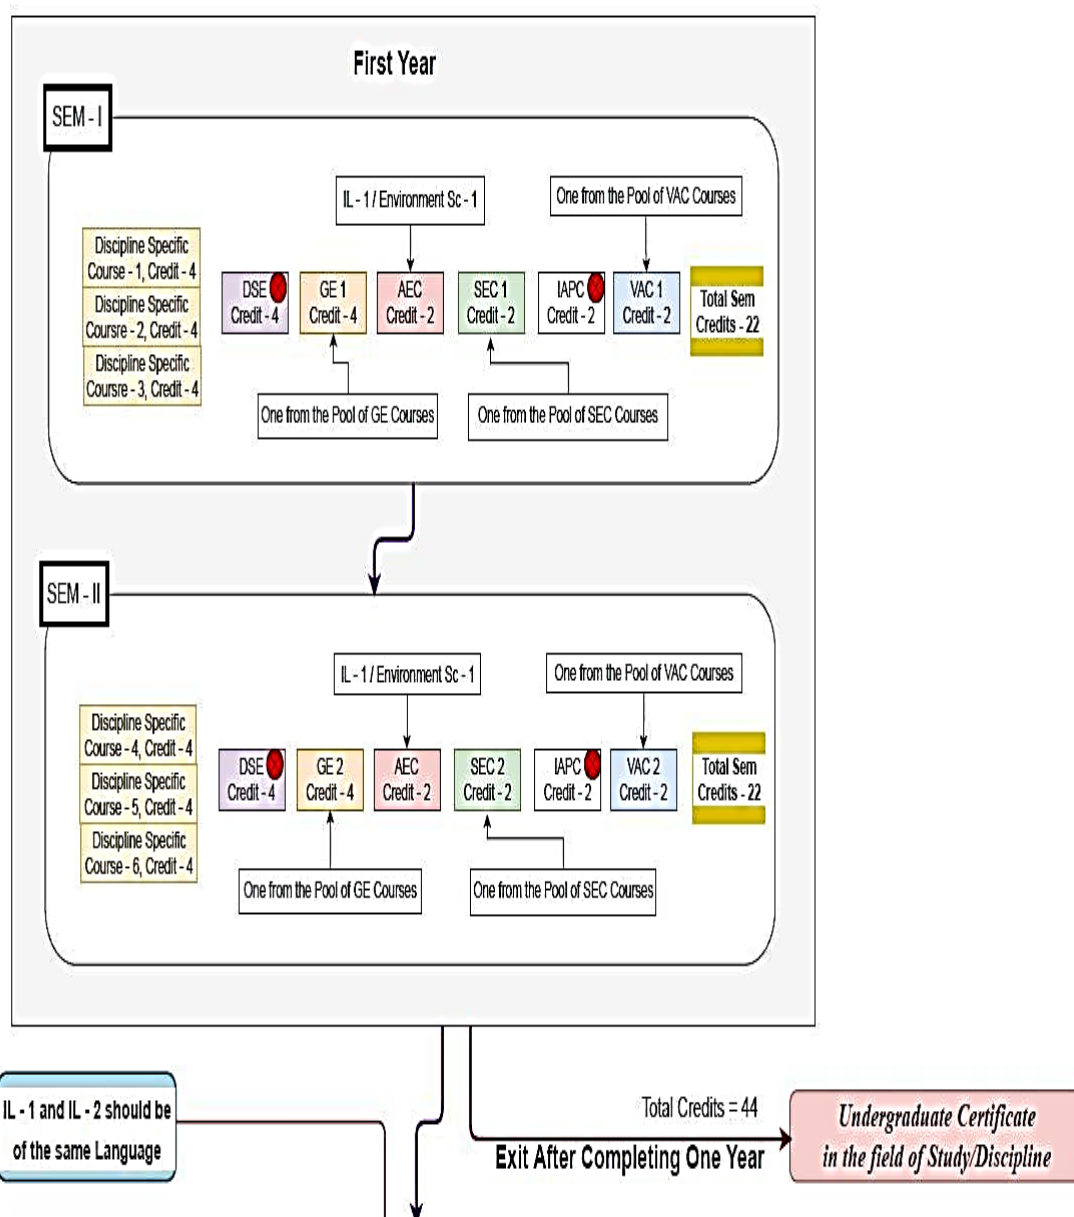 First Year
SEM - I
IL - 1 / Environment Sc - 1
One from the Pool of VAC Courses
Discipline Specific
Course - 1, Credit - 4
Discipline Specific
Coursre - 2, Credit - 4
Discipline Specific
Coursre - 3, Credit - 4
DSE
Credit - 4
GE 1
Credit - 4
AEC
Credit - 2
SEC 1
Credit - 2
IAPC
Credit - 2
VAC 1
Credit - 2
Total Sem
Credits - 22
One from the Pool of GE Courses
One from the Pool of SEC Courses
SEM - II
IL - 1 / Environment Sc - 1
One from the Pool of VAC Courses
Discipline Specific
Course - 4, Credit - 4
Discipline Specific
Course - 5, Credit - 4
Discipline Specific
Course - 6, Credit - 4
DSE
Credit - 4
GE 2
Credit - 4
AEC
Credit - 2
SEC 2
Credit - 2
IAPC
Credit - 2
VAC 2
Credit - 2
Total Sem
Credits - 22
One from the Pool of GE Courses
One from the Pool of SEC Courses
IL - 1 and IL - 2 should be
of the same Language
Total Credits = 44
Exit After Completing One Year
Undergraduate Certificate
in the field of Study/Discipline